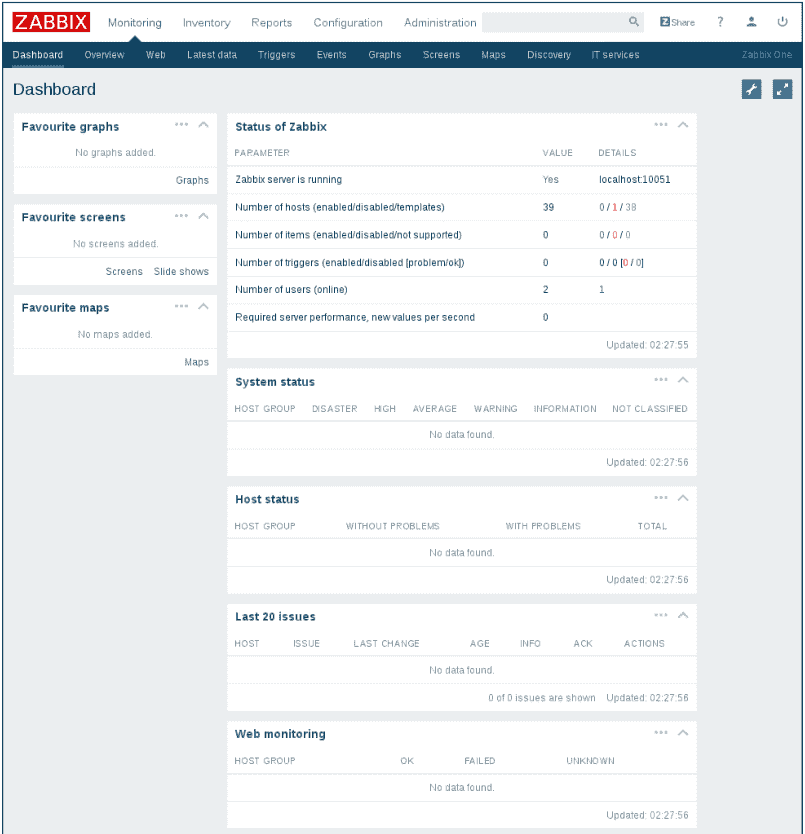 ZABBIX Monitoring Inventory Reports Configuration Administration Z Share ?
Dashboard Overview Web Latest data Triggers Events Graphs Screens Maps Discovery IT services Zabbix One
Dashboard
Favourite graphs
No graphs added.
Graphs
Favourite screens
No screens added.
Screens Slide shows
Favourite maps
No maps added.
Maps
Status of Zabbix
PARAMETER VALUE DETAILS
Zabbix server is running Yes localhost:10051
Number of hosts (enabled/disabled/templates) 39 0 / 1 / 38
Number of items (enabled/disabled/not supported) 0 0 / 0 / 0
Number of triggers (enabled/disabled [problem/ok]) 0 0 / 0 [0 / 0]
Number of users (online) 2 1
Required server performance, new values per second 0
Updated: 02:27:55
System status
HOST GROUP DISASTER HIGH AVERAGE WARNING INFORMATION NOT CLASSIFIED
No data found.
Updated: 02:27:56
Host status
HOST GROUP WITHOUT PROBLEMS WITH PROBLEMS TOTAL
No data found.
Updated: 02:27:56
Last 20 issues
HOST ISSUE LAST CHANGE AGE INFO ACK ACTIONS
No data found.
0 of 0 issues are shown Updated: 02:27:56
Web monitoring
HOST GROUP OK FAILED UNKNOWN
No data found.
Updated: 02:27:56